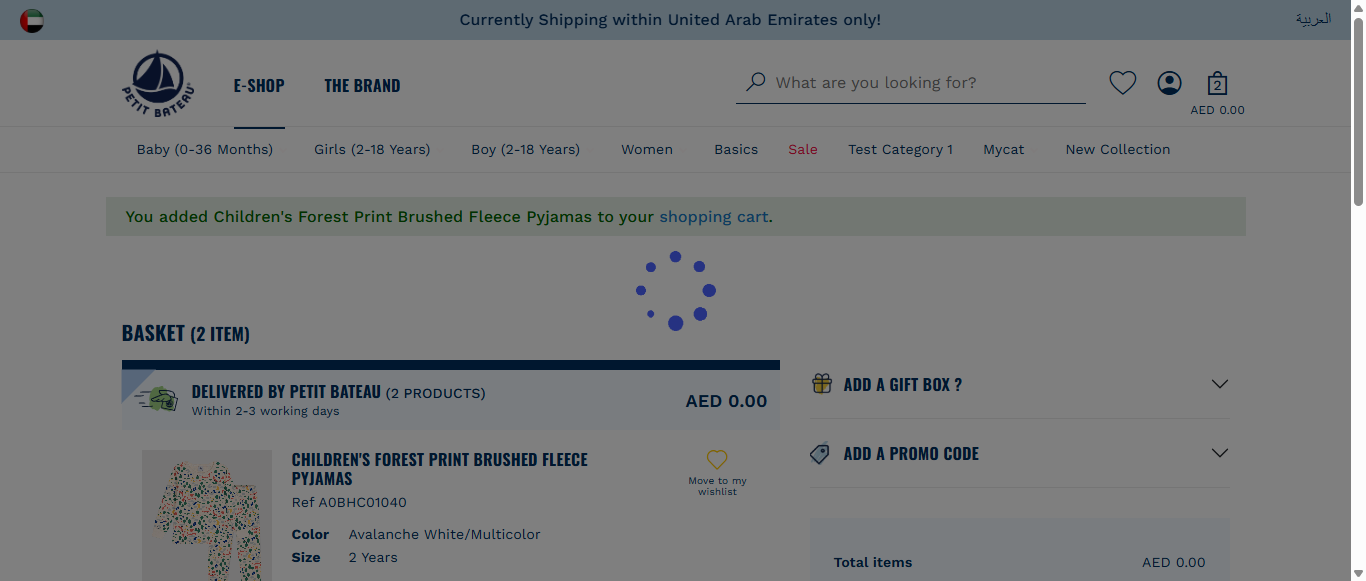 Currently Shipping within United Arab Emirates only!
العربية
PETIT BATEAU
E-SHOP
THE BRAND
What are you looking for?
2
AED 0.00
Baby (0-36 Months)
Girls (2-18 Years)
Boy (2-18 Years)
Women
Basics
Sale
Test Category 1
Mycat
New Collection
You added Children's Forest Print Brushed Fleece Pyjamas to your shopping cart.
BASKET (2 ITEM)
DELIVERED BY PETIT BATEAU (2 PRODUCTS)
Within 2-3 working days
AED 0.00
CHILDREN'S FOREST PRINT BRUSHED FLEECE
PYJAMAS
Ref A0BHC01040
Color Avalanche White/Multicolor
Size 2 Years
Move to my
wishlist
ADD A GIFT BOX ?
ADD A PROMO CODE
Total items AED 0.00